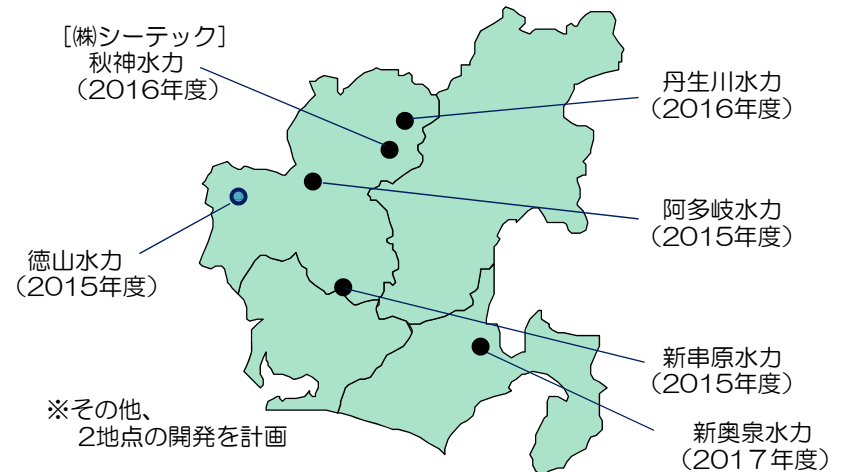 [㈱シーテック]
秋神水力
（2016年度）
丹生川水力
（2016年度）
阿多岐水力
（2015年度）
徳山水力
（2015年度）
新串原水力
（2015年度）
新奥泉水力
（2017年度）
※その他、
2地点の開発を計画